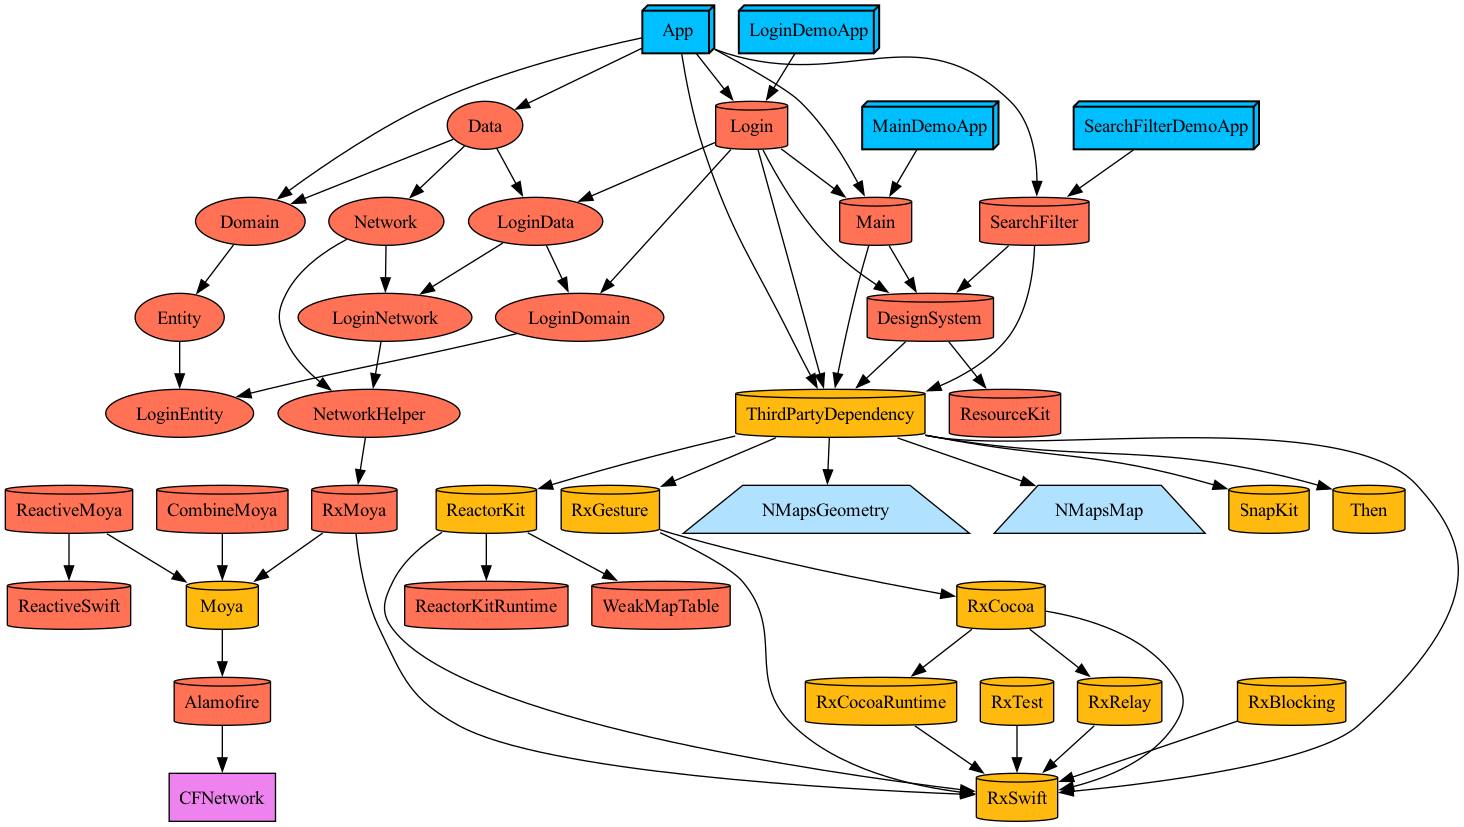 App
LoginDemoApp
Data
Login
MainDemoApp
SearchFilterDemoApp
Domain
Network
LoginData
Main
SearchFilter
Entity
LoginNetwork
LoginDomain
DesignSystem
LoginEntity
NetworkHelper
ThirdPartyDependency
ResourceKit
ReactiveMoya
CombineMoya
RxMoya
ReactorKit
RxGesture
NMapsGeometry
NMapsMap
SnapKit
Then
ReactiveSwift
Moya
ReactorKitRuntime
WeakMapTable
RxCocoa
Alamofire
RxCocoaRuntime
RxTest
RxRelay
RxBlocking
CFNetwork
RxSwift